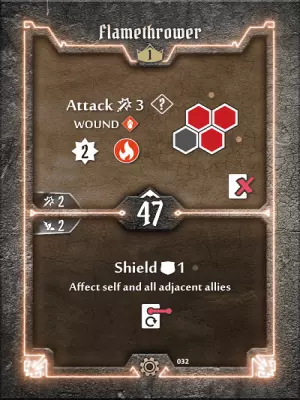 Flamethrower
1
Attack 3 ?
WOUND
2
2
47
2
Shield 1
Affect self and all adjacent allies
032